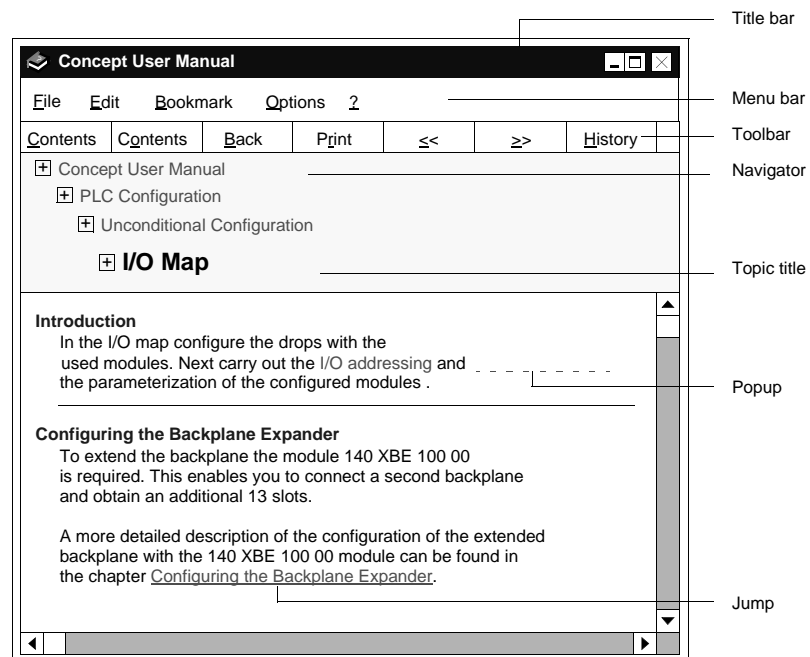 Title bar
Concept User Manual
File Edit Bookmark Options ?
Menu bar
Contents Contents Back Print << >> History
Toolbar
Concept User Manual
Navigator
PLC Configuration
Unconditional Configuration
I/O Map
Topic title
Introduction
In the I/O map configure the drops with the
used modules. Next carry out the I/O addressing and
the parameterization of the configured modules .
Popup
Configuring the Backplane Expander
To extend the backplane the module 140 XBE 100 00
is required. This enables you to connect a second backplane
and obtain an additional 13 slots.
A more detailed description of the configuration of the extended
backplane with the 140 XBE 100 00 module can be found in
the chapter Configuring the Backplane Expander.
Jump